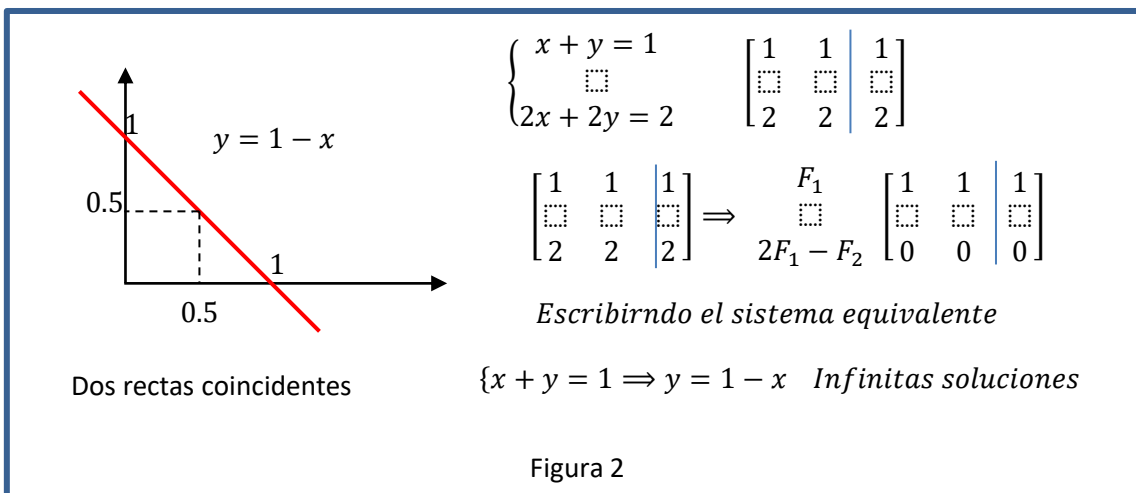 x + y = 1
2x + 2y = 2
[1 1 | 1]
[2 2 | 2]
1
y = 1 − x
0.5
1
0.5
[1 1 | 1]
[2 2 | 2] ⟹ F₁
2F₁ − F₂ [1 1 | 1]
[0 0 | 0]
Escribirndo el sistema equivalente
Dos rectas coincidentes
{x + y = 1 ⟹ y = 1 − x Infinitas soluciones
Figura 2